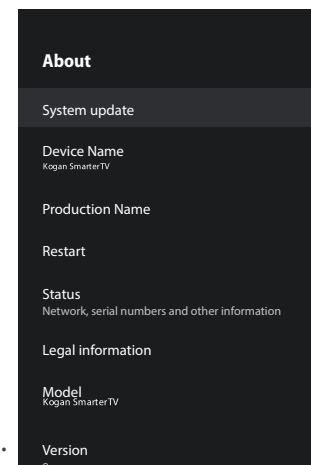 About
System update
Device Name
Kogan SmarterTV
Production Name
Restart
Status
Network, serial numbers and other information
Legal information
Model
Kogan SmarterTV
• Version